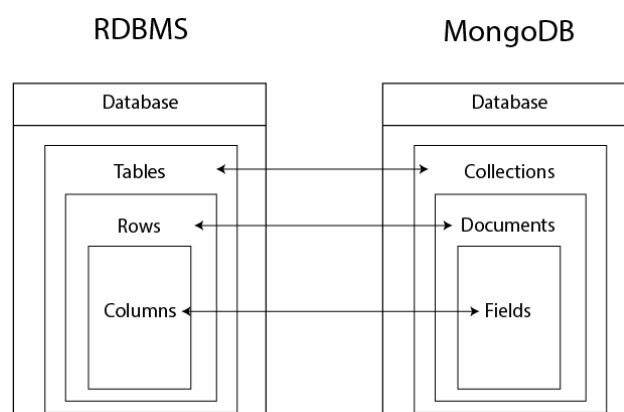 RDBMS
MongoDB
Database
Database
Tables
Collections
Rows
Documents
Columns
Fields